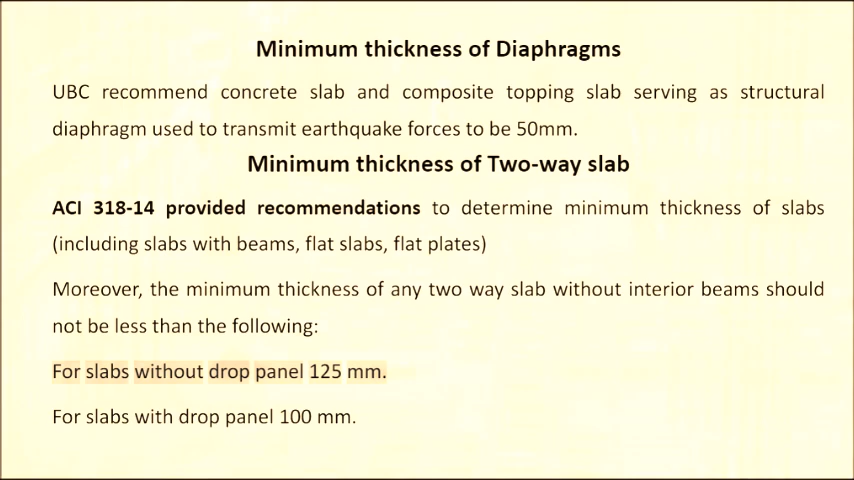 Minimum thickness of Diaphragms
UBC recommend concrete slab and composite topping slab serving as structural
diaphragm used to transmit earthquake forces to be 50mm.
Minimum thickness of Two-way slab
ACI 318-14 provided recommendations to determine minimum thickness of slabs
(including slabs with beams, flat slabs, flat plates)
Moreover, the minimum thickness of any two way slab without interior beams should
not be less than the following:
For slabs without drop panel 125 mm.
For slabs with drop panel 100 mm.